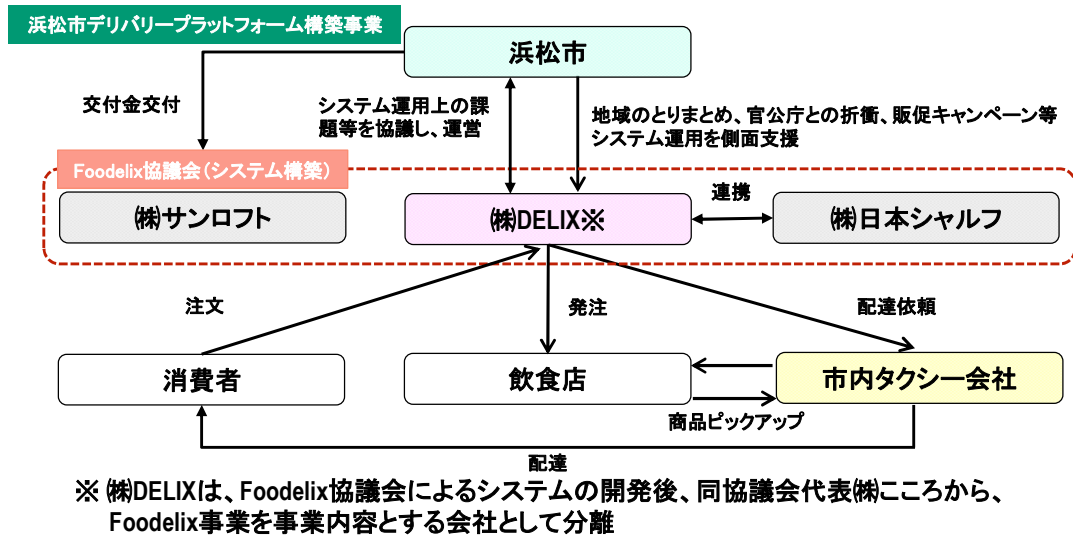 浜松市デリバリープラットフォーム構築事業
浜松市
交付金交付
システム運用上の課
題等を協議し、運営
地域のとりまとめ、官公庁との折衝、販促キャンペーン等
システム運用を側面支援
Foodelix協議会(システム構築)
㈱サンロフト
㈱DELIX※
連携
㈱日本シャルフ
注文
発注
配達依頼
消費者
飲食店
市内タクシー会社
商品ピックアップ
配達
※ ㈱DELIXは、Foodelix協議会によるシステムの開発後、同協議会代表㈱こころから、
Foodelix事業を事業内容とする会社として分離